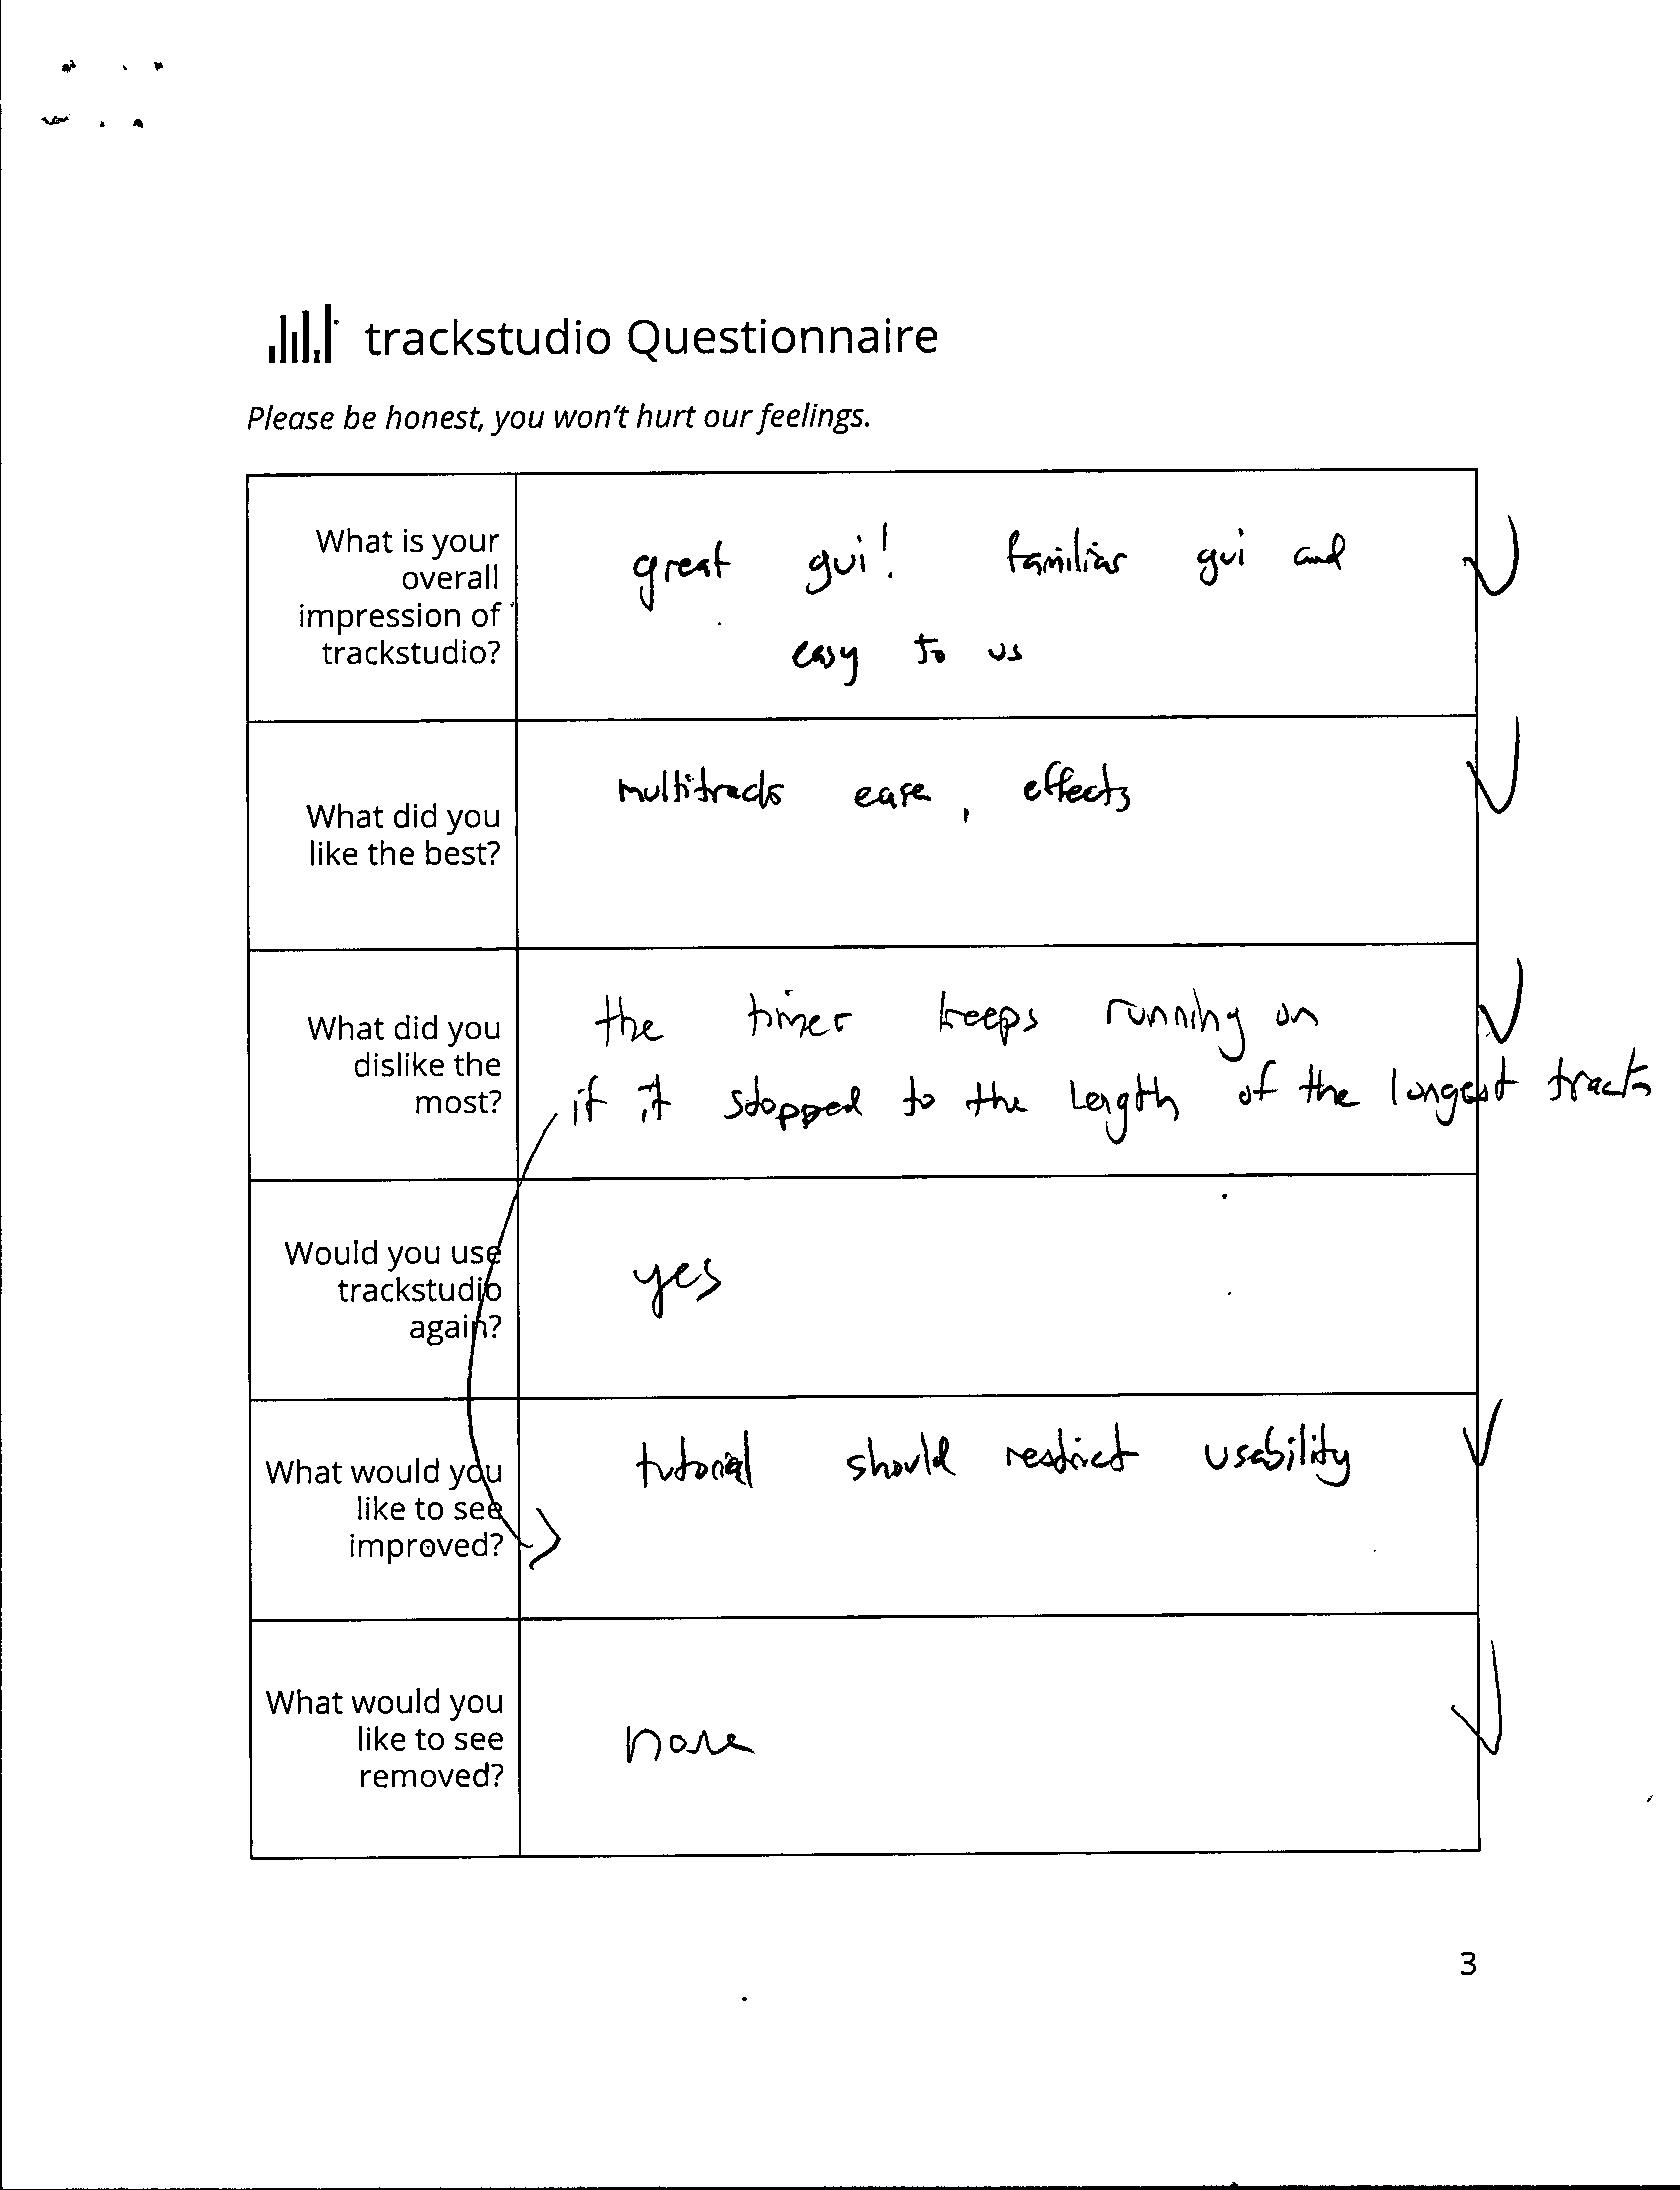 trackstudio Questionnaire
Please be honest, you won't hurt our feelings.
What is your
overall
impression of
trackstudio?
great gui! familiar gui and
easy to us
What did you
like the best?
multitracks ease, effects
What did you
dislike the
most?
the timer keeps running on
if it stopped to the length of the longest track
Would you use
trackstudio
again?
yes
What would you
like to see
improved?
tutorial should restrict usability
What would you
like to see
removed?
none
3